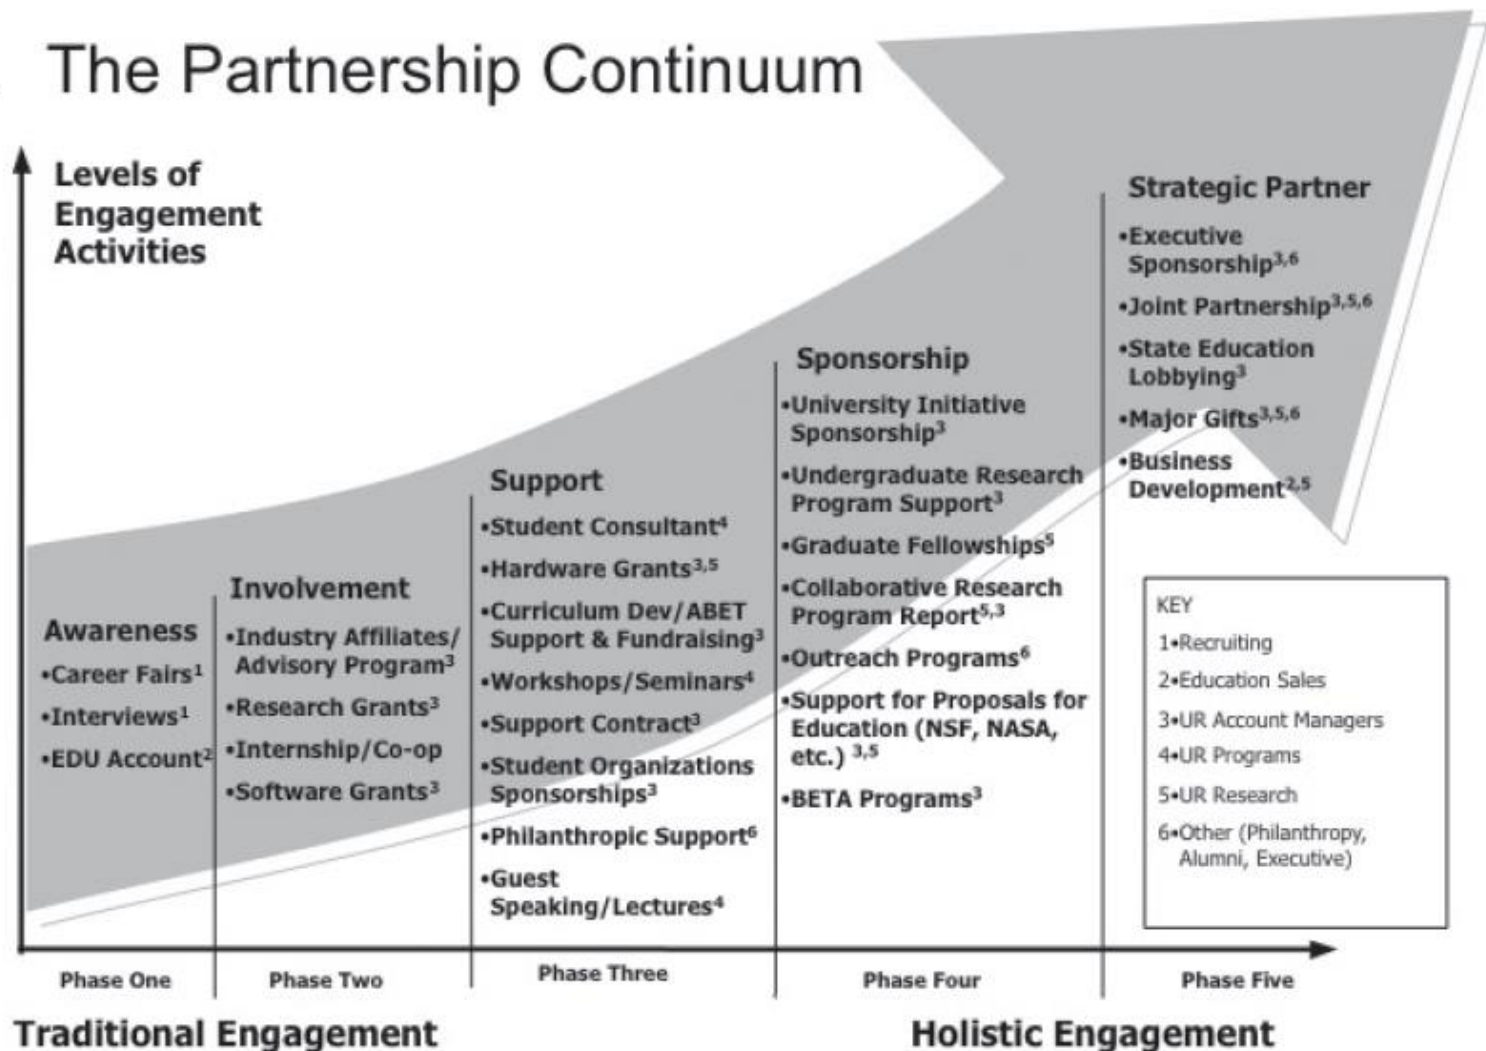 The Partnership Continuum
Levels of
Engagement
Activities
Awareness
•Career Fairs¹
•Interviews¹
•EDU Account²
Involvement
•Industry Affiliates/
Advisory Program³
•Research Grants³
•Internship/Co-op
•Software Grants³
Support
•Student Consultant⁴
•Hardware Grants³,⁵
•Curriculum Dev/ABET
Support & Fundraising³
•Workshops/Seminars⁴
•Support Contract³
•Student Organizations
Sponsorships³
•Philanthropic Support⁶
•Guest
Speaking/Lectures⁴
Sponsorship
•University Initiative
Sponsorship³
•Undergraduate Research
Program Support³
•Graduate Fellowships⁵
•Collaborative Research
Program Report⁵,³
•Outreach Programs⁶
•Support for Proposals for
Education (NSF, NASA,
etc.) ³,⁵
•BETA Programs³
Strategic Partner
•Executive
Sponsorship³,⁶
•Joint Partnership³,⁵,⁶
•State Education
Lobbying³
•Major Gifts³,⁵,⁶
•Business
Development²,⁵
KEY
1•Recruiting
2•Education Sales
3•UR Account Managers
4•UR Programs
5•UR Research
6•Other (Philanthropy,
Alumni, Executive)
Phase One
Phase Two
Phase Three
Phase Four
Phase Five
Traditional Engagement
Holistic Engagement